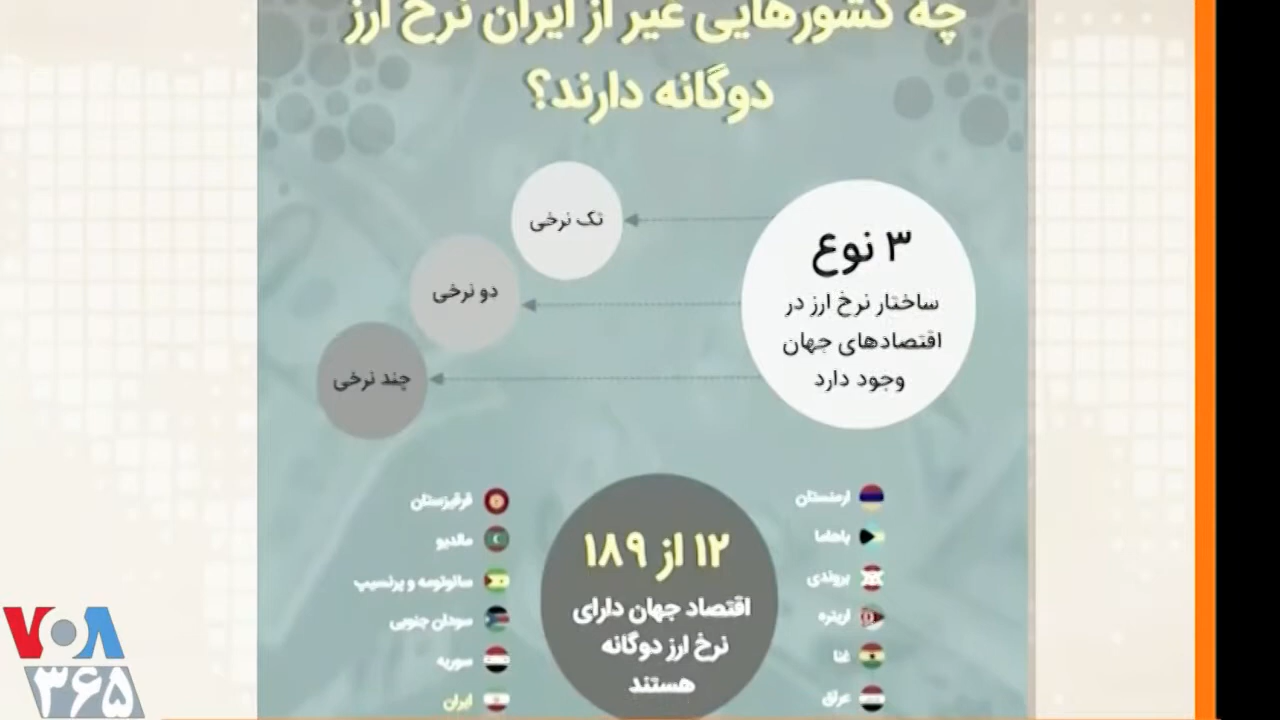 چه کشورهایی غیر از ایران نرخ ارز
دوگانه دارند؟
۳ نوع
ساختار نرخ ارز در
اقتصادهای جهان
وجود دارد
تک نرخی
دو نرخی
چند نرخی
ارمنستان
باهاما
بروندی
اریتره
غنا
عراق
۱۲ از ۱۸۹
اقتصاد جهان دارای
نرخ ارز دوگانه
هستند
قرقیزستان
مالدیو
سائوتومه و پرنسیپ
سودان جنوبی
سوریه
ایران
VOA
۳۶۵